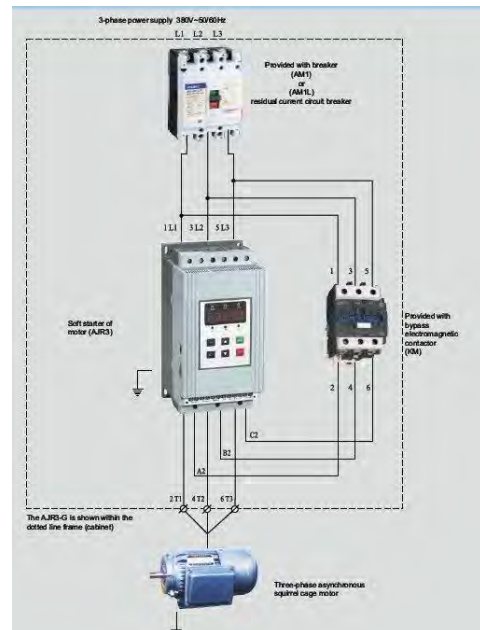 3-phase power supply 380V~50/60Hz
L1 L2 L3
Provided with breaker
(AM1)
or
(AM1L)
residual current circuit breaker
1 L1 3 L2 5 L3
1 3 5
Soft starter of
motor (AJR3)
Provided with
bypass
electromagnetic
contactor
(KM)
2 4 6
C2
B2
A2
2 T1 4 T2 6 T3
The AJR3-G is shown within the
dotted line frame (cabinet)
Three-phase asynchronous
squirrel cage motor